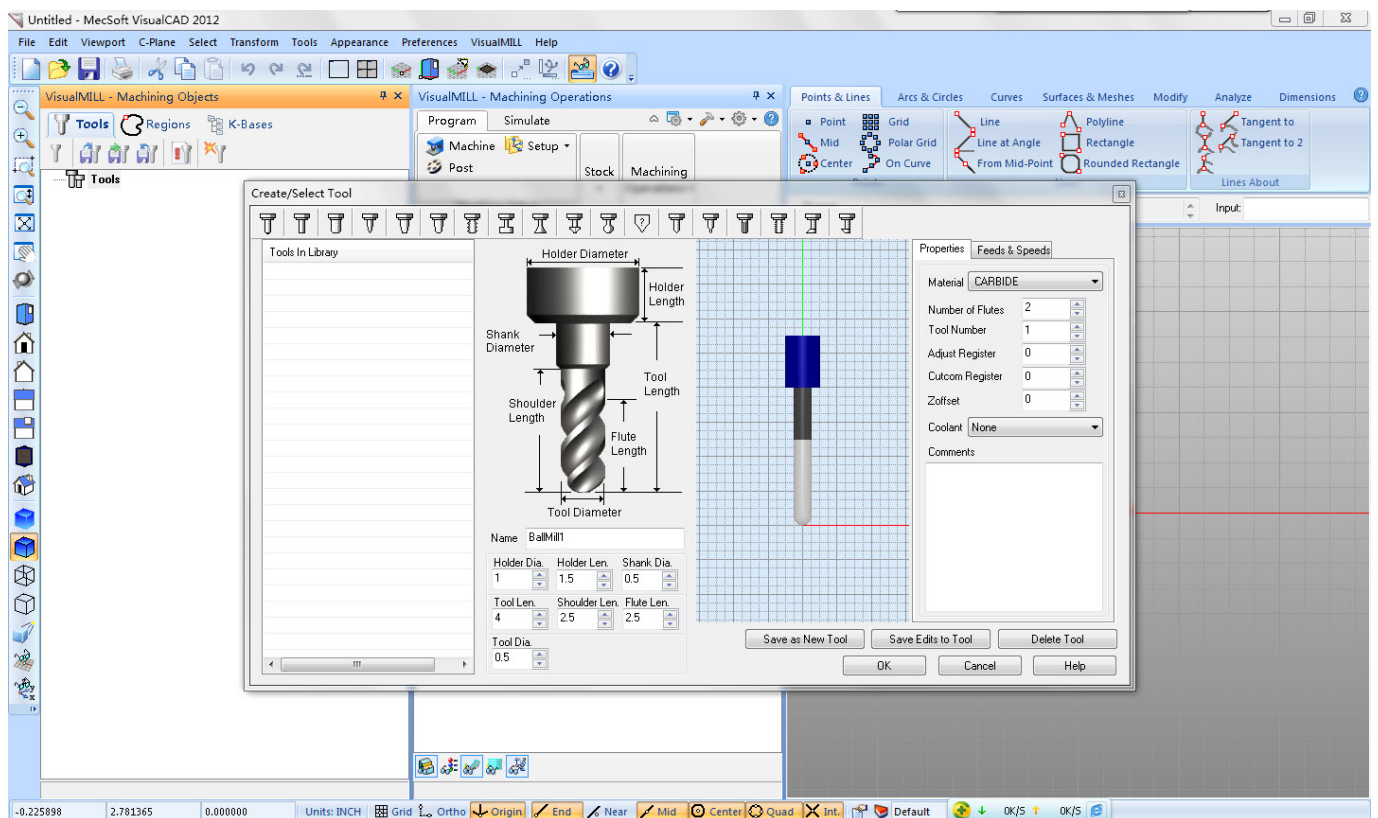 Untitled - MecSoft VisualCAD 2012
File Edit Viewport C-Plane Select Transform Tools Appearance Preferences VisualMILL Help
VisualMILL - Machining Objects
Tools Regions K-Bases
Tools
VisualMILL - Machining Operations
Program Simulate
Machine Setup
Post
Stock Machining
Points & Lines Arcs & Circles Curves Surfaces & Meshes Modify Analyze Dimensions
Point Grid Line Polyline Tangent to
Mid Polar Grid Line at Angle Rectangle Tangent to 2
Center On Curve From Mid-Point Rounded Rectangle
Lines About
Input:
Create/Select Tool
Tools In Library
Holder Diameter
Holder
Length
Shank
Diameter
Tool
Length
Shoulder
Length
Flute
Length
Tool Diameter
Name BallMill1
Holder Dia. Holder Len. Shank Dia.
1 1.5 0.5
Tool Len. Shoulder Len. Flute Len.
4 2.5 2.5
Tool Dia.
0.5
Properties Feeds & Speeds
Material CARBIDE
Number of Flutes 2
Tool Number 1
Adjust Register 0
Cutcom Register 0
Zoffset 0
Coolant None
Comments
Save as New Tool Save Edits to Tool Delete Tool
OK Cancel Help
-0.225898 2.781365 0.000000 Units: INCH Grid Ortho Origin End Near Mid Center Quad Int. Default 0K/S 0K/S